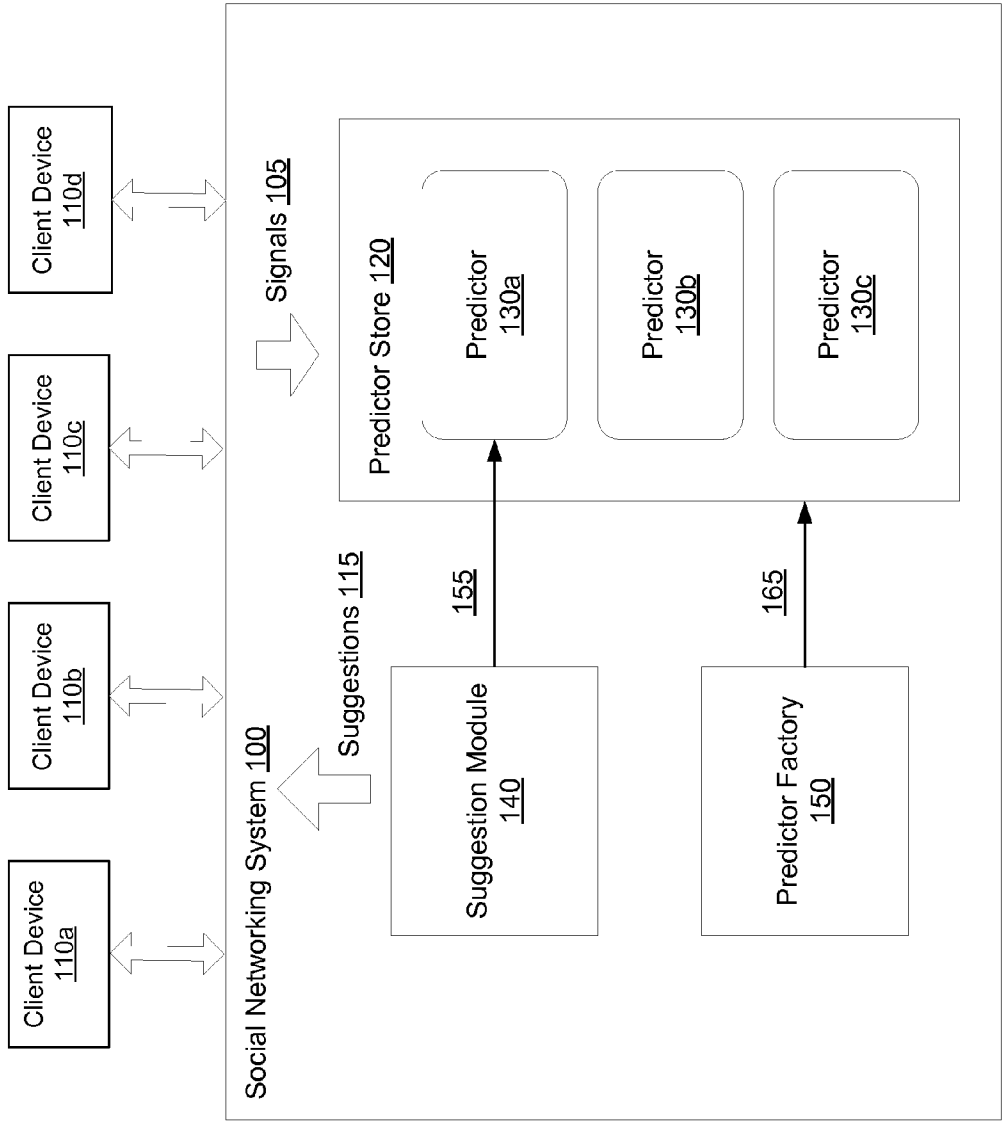 Client Device
110a
Client Device
110b
Client Device
110c
Client Device
110d
Social Networking System 100
Suggestions 115
Signals 105
Suggestion Module
140
155
Predictor Store 120
Predictor
130a
Predictor
130b
Predictor
130c
Predictor Factory
150
165